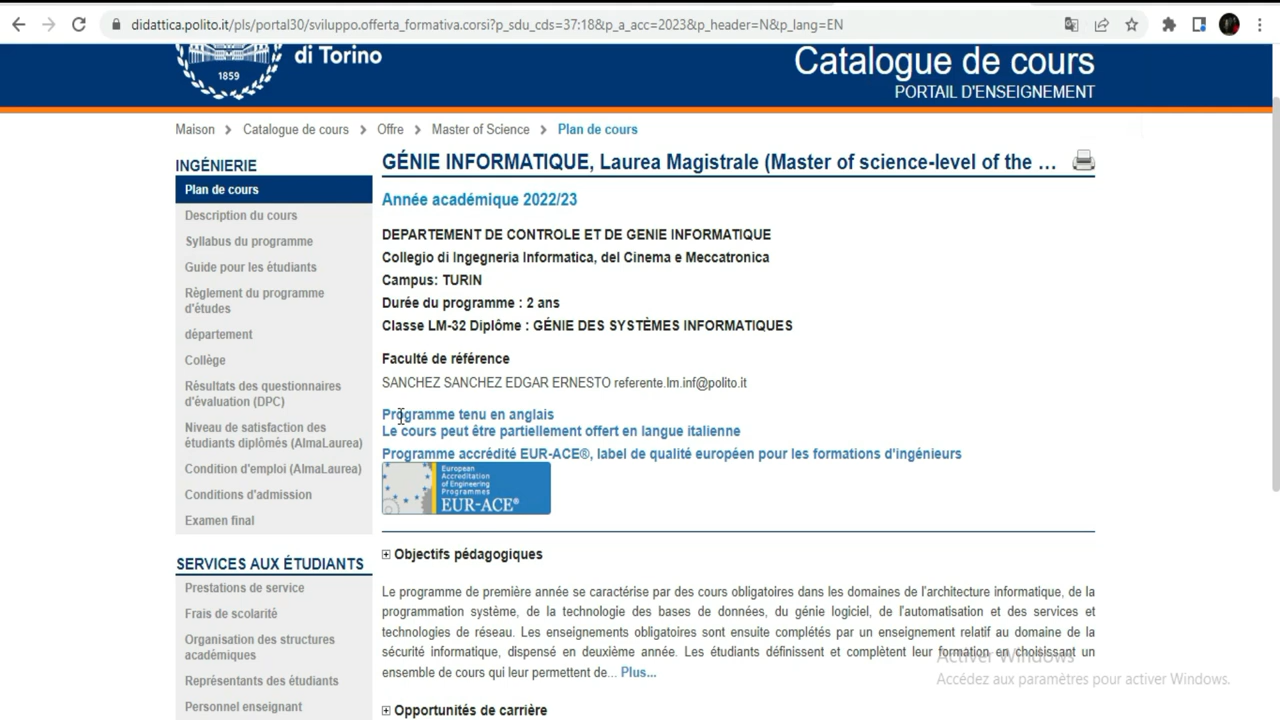 didattica.polito.it/pls/portal30/sviluppo.offerta_formativa.corsi?p_sdu_cds=37:18&p_a_acc=2023&p_header=N&p_lang=EN
1859
di Torino
Catalogue de cours
PORTAIL D'ENSEIGNEMENT
Maison > Catalogue de cours > Offre > Master of Science > Plan de cours
INGÉNIERIE
Plan de cours
Description du cours
Syllabus du programme
Guide pour les étudiants
Règlement du programme
d'études
département
Collège
Résultats des questionnaires
d'évaluation (DPC)
Niveau de satisfaction des
étudiants diplômés (AlmaLaurea)
Condition d'emploi (AlmaLaurea)
Conditions d'admission
Examen final
SERVICES AUX ÉTUDIANTS
Prestations de service
Frais de scolarité
Organisation des structures
académiques
Représentants des étudiants
Personnel enseignant
GÉNIE INFORMATIQUE, Laurea Magistrale (Master of science-level of the ...
Année académique 2022/23
DEPARTEMENT DE CONTROLE ET DE GENIE INFORMATIQUE
Collegio di Ingegneria Informatica, del Cinema e Meccatronica
Campus: TURIN
Durée du programme : 2 ans
Classe LM-32 Diplôme : GÉNIE DES SYSTÈMES INFORMATIQUES
Faculté de référence
SANCHEZ SANCHEZ EDGAR ERNESTO referente.lm.inf@polito.it
Programme tenu en anglais
Le cours peut être partiellement offert en langue italienne
Programme accrédité EUR-ACE®, label de qualité européen pour les formations d'ingénieurs
European
Accreditation
of Engineering
Programmes
EUR-ACE®
Objectifs pédagogiques
Le programme de première année se caractérise par des cours obligatoires dans les domaines de l'architecture informatique, de la
programmation système, de la technologie des bases de données, du génie logiciel, de l'automatisation et des services et
technologies de réseau. Les enseignements obligatoires sont ensuite complétés par un enseignement relatif au domaine de la
sécurité informatique, dispensé en deuxième année. Les étudiants définissent et complètent leur formation en choisissant un
ensemble de cours qui leur permettent de... Plus...
Opportunités de carrière
Activer Windows
Accédez aux paramètres pour activer Windows.